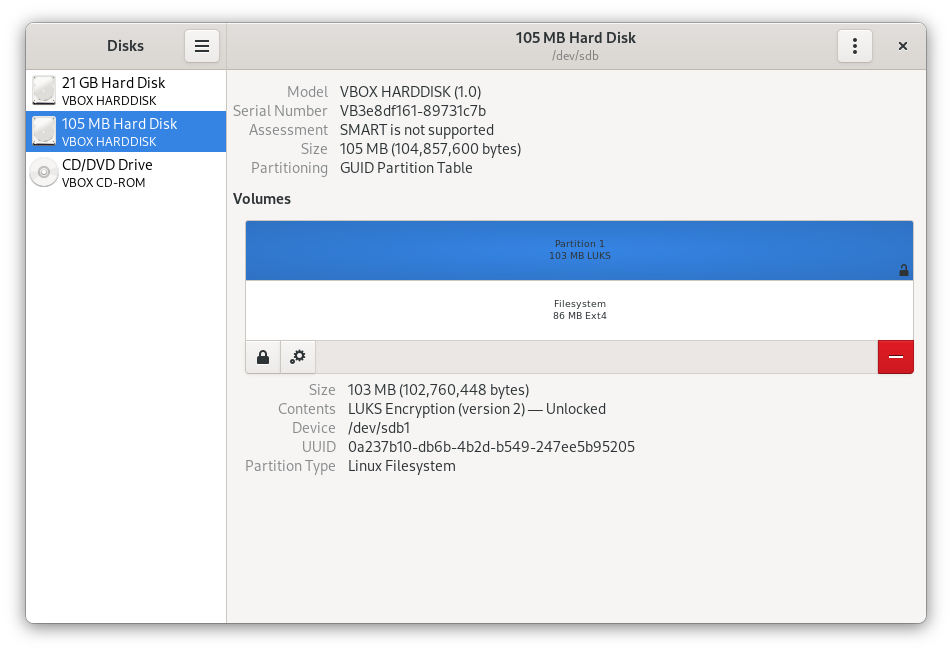 Disks
105 MB Hard Disk
/dev/sdb
21 GB Hard Disk
VBOX HARDDISK
105 MB Hard Disk
VBOX HARDDISK
CD/DVD Drive
VBOX CD-ROM
Model VBOX HARDDISK (1.0)
Serial Number VB3e8df161-89731c7b
Assessment SMART is not supported
Size 105 MB (104,857,600 bytes)
Partitioning GUID Partition Table
Volumes
Partition 1
103 MB LUKS
Filesystem
86 MB Ext4
Size 103 MB (102,760,448 bytes)
Contents LUKS Encryption (version 2) — Unlocked
Device /dev/sdb1
UUID 0a237b10-db6b-4b2d-b549-247ee5b95205
Partition Type Linux Filesystem